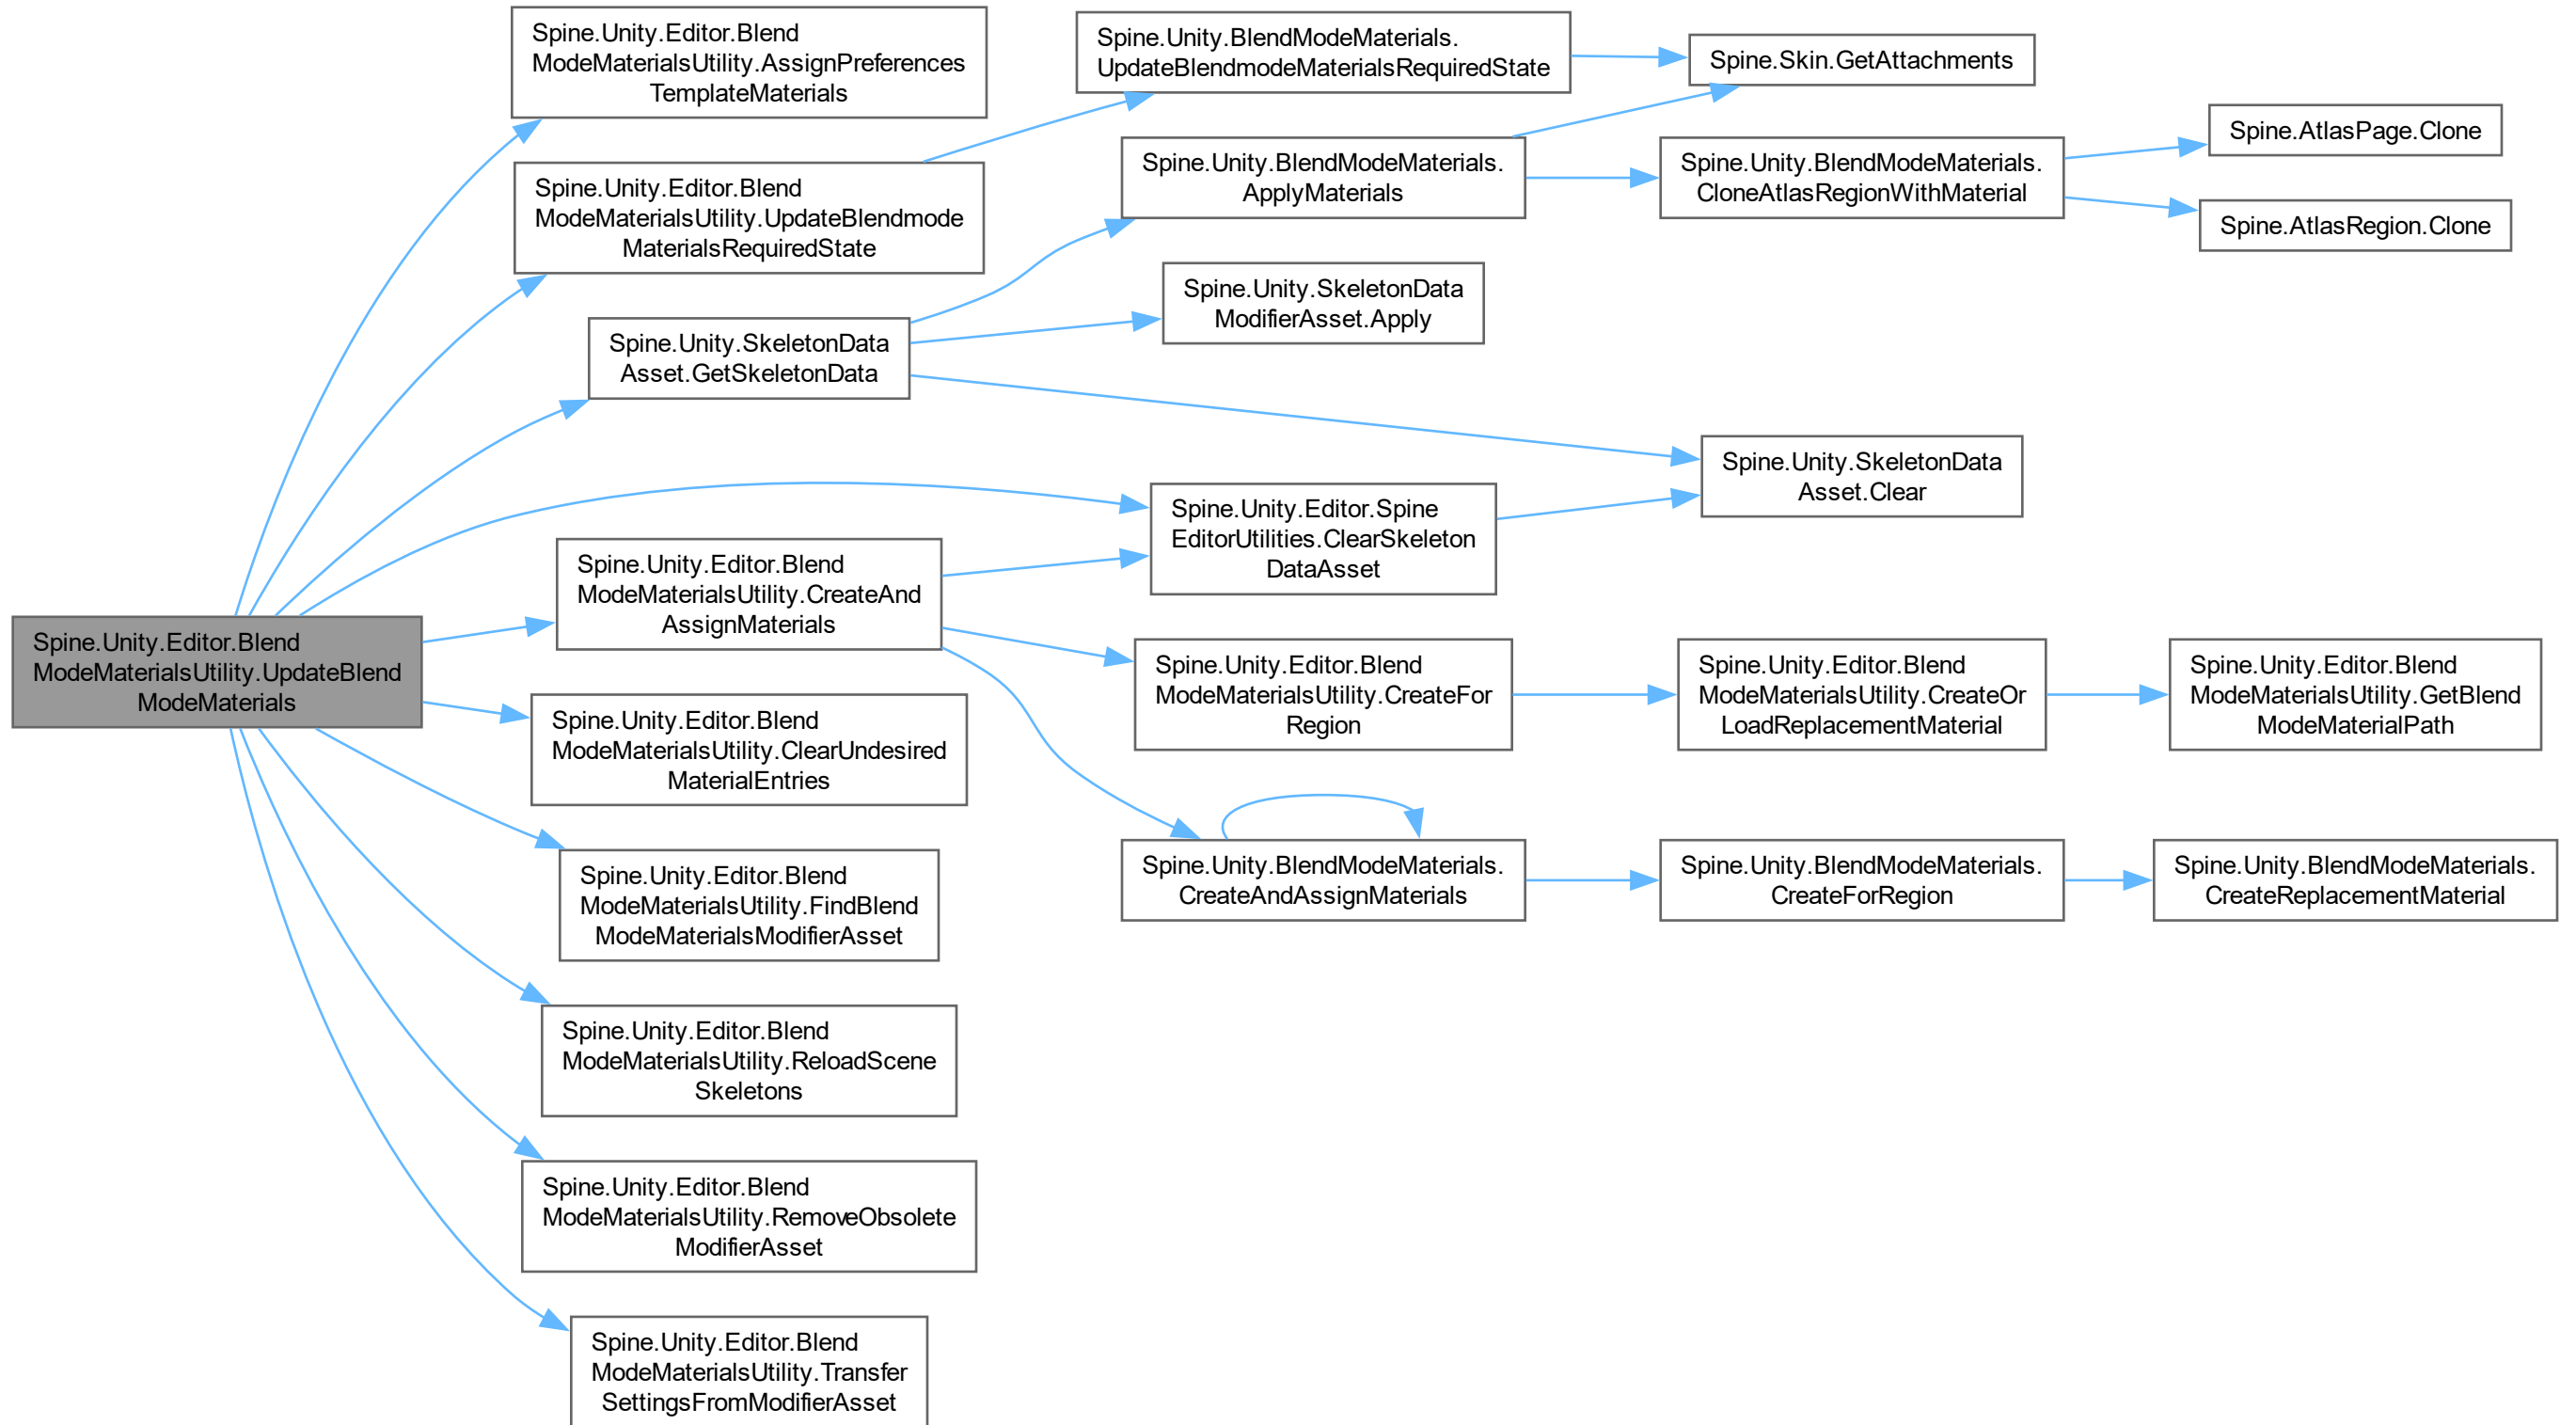 Spine.Unity.Editor.Blend
ModeMaterialsUtility.UpdateBlend
ModeMaterials
Spine.Unity.Editor.Blend
ModeMaterialsUtility.AssignPreferences
TemplateMaterials
Spine.Unity.Editor.Blend
ModeMaterialsUtility.UpdateBlendmode
MaterialsRequiredState
Spine.Unity.SkeletonData
Asset.GetSkeletonData
Spine.Unity.Editor.Blend
ModeMaterialsUtility.CreateAnd
AssignMaterials
Spine.Unity.Editor.Blend
ModeMaterialsUtility.ClearUndesired
MaterialEntries
Spine.Unity.Editor.Blend
ModeMaterialsUtility.FindBlend
ModeMaterialsModifierAsset
Spine.Unity.Editor.Blend
ModeMaterialsUtility.ReloadScene
Skeletons
Spine.Unity.Editor.Blend
ModeMaterialsUtility.RemoveObsolete
ModifierAsset
Spine.Unity.Editor.Blend
ModeMaterialsUtility.Transfer
SettingsFromModifierAsset
Spine.Unity.BlendModeMaterials.
UpdateBlendmodeMaterialsRequiredState
Spine.Unity.BlendModeMaterials.
ApplyMaterials
Spine.Unity.SkeletonData
ModifierAsset.Apply
Spine.Unity.Editor.Spine
EditorUtilities.ClearSkeleton
DataAsset
Spine.Unity.Editor.Blend
ModeMaterialsUtility.CreateFor
Region
Spine.Unity.BlendModeMaterials.
CreateAndAssignMaterials
Spine.Skin.GetAttachments
Spine.Unity.BlendModeMaterials.
CloneAtlasRegionWithMaterial
Spine.Unity.SkeletonData
Asset.Clear
Spine.Unity.Editor.Blend
ModeMaterialsUtility.CreateOr
LoadReplacementMaterial
Spine.Unity.BlendModeMaterials.
CreateForRegion
Spine.AtlasPage.Clone
Spine.AtlasRegion.Clone
Spine.Unity.Editor.Blend
ModeMaterialsUtility.GetBlend
ModeMaterialPath
Spine.Unity.BlendModeMaterials.
CreateReplacementMaterial